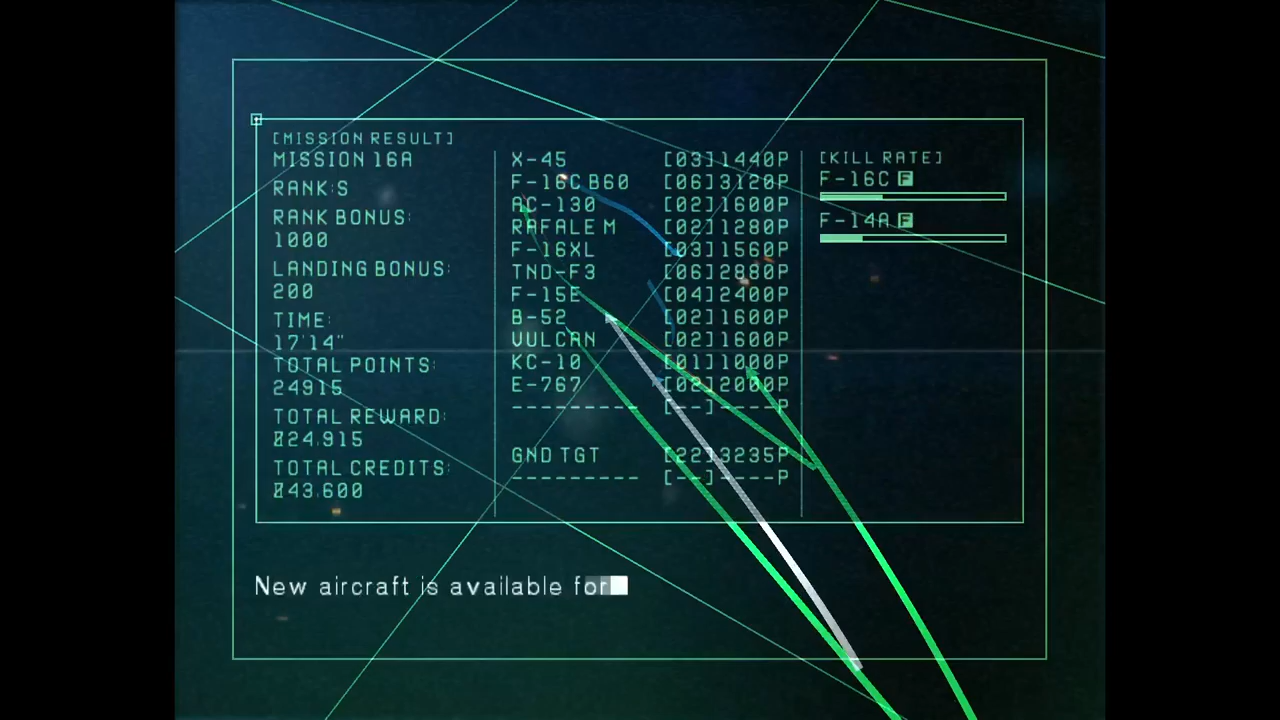 [MISSION RESULT]
MISSION 16A
RANK:S
RANK BONUS:
1000
LANDING BONUS:
200
TIME:
17'14"
TOTAL POINTS:
24915
TOTAL REWARD:
24,915
TOTAL CREDITS:
43,600
X-45 [03]1440P
F-16C B60 [06]3120P
AC-130 [02]1600P
RAFALE M [02]1280P
F-16XL [03]1560P
TND-F3 [06]2880P
F-15E [04]2400P
B-52 [02]1600P
VULCAN [02]1600P
KC-10 [01]1000P
E-767 [02]2000P
--------- [--]----P
GND TGT [22]3235P
--------- [--]----P
[KILL RATE]
F-16C F
F-14A F
New aircraft is available for